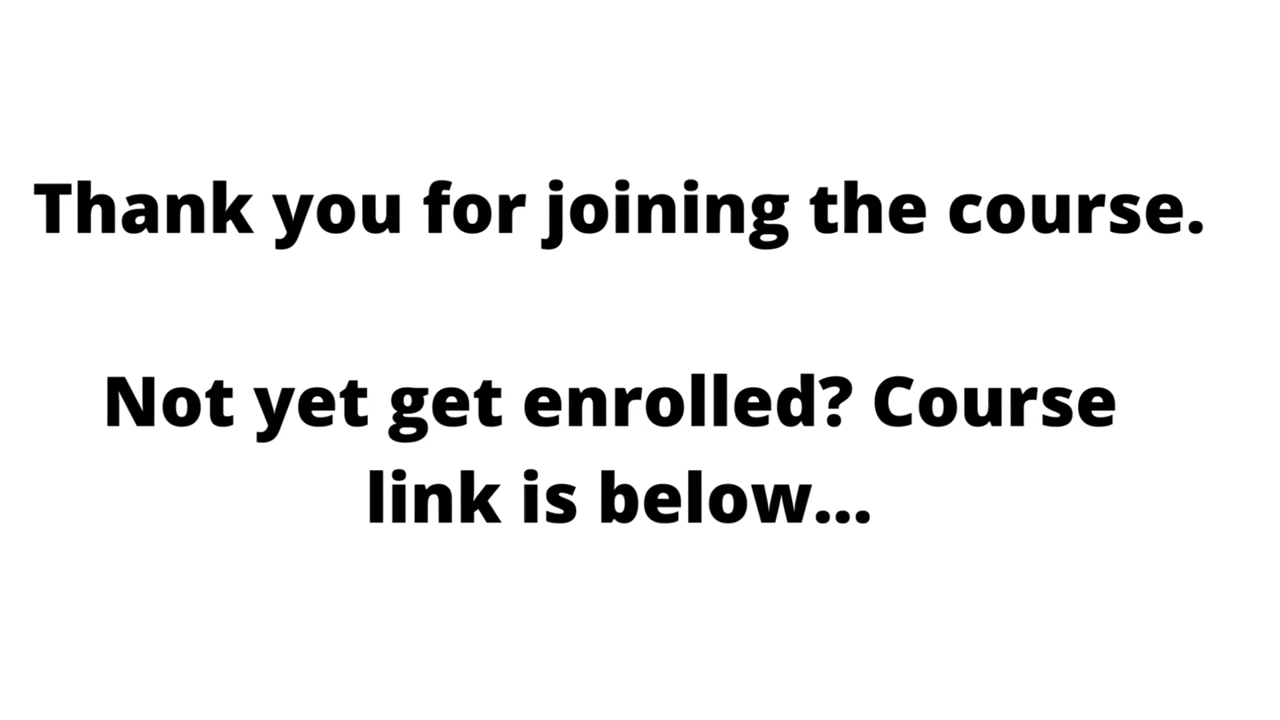 Thank you for joining the course.
Not yet get enrolled? Course
link is below...